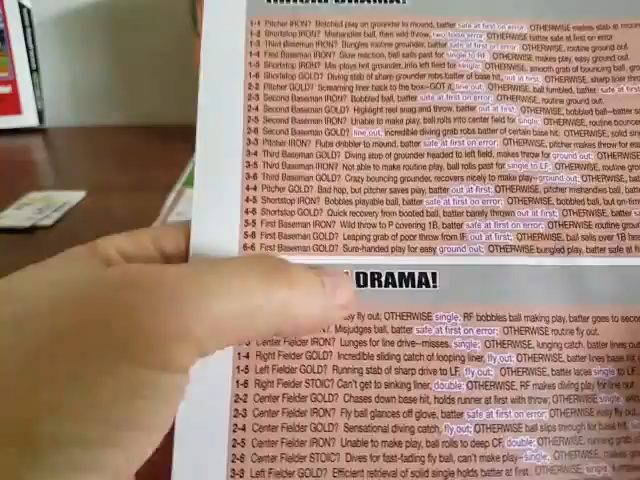 DRAMA!
1-1 Pitcher IRON? Botched play on grounder to mound, batter safe at first on error; OTHERWISE makes stab at
1-2 Shortstop IRON? Mishandles ball, then wild throw, two-base error; OTHERWISE batter safe at first on error
1-3 Third Baseman IRON? Bungles routine grounder, batter safe at first on error; OTHERWISE, routine ground out.
1-4 First Baseman IRON? Slow reaction, ball sails past for single to RF; OTHERWISE makes play, easy ground out.
1-5 Shortstop IRON? Mis-plays hot grounder, into left field for single; OTHERWISE, smooth grab of bouncing ball,
1-6 Shortstop GOLD? Diving stab of sharp grounder robs batter of base hit, out at first; OTHERWISE, sharp
2-2 Pitcher GOLD? Screaming liner back to the box--GOT it! line out; OTHERWISE, ball fumbled, batter safe at first
2-3 Second Baseman IRON? Bobbled ball, batter safe at first on error; OTHERWISE, routine ground out.
2-4 Second Baseman GOLD? Highlight reel snag and throw, batter out at first; OTHERWISE, bobbled ball--batter
2-5 Second Baseman IRON? Unable to make play, ball rolls into center field for single; OTHERWISE, routine
2-6 Second Baseman GOLD? line out, incredible diving grab robs batter of certain base hit; OTHERWISE, solid
3-3 Pitcher IRON? Flubs dribbler to mound, batter safe at first on error; OTHERWISE, pitcher makes throw for
3-4 Third Baseman GOLD? Diving stop of grounder headed to left field, makes throw for ground out;
3-5 Third Baseman IRON? Not able to make routine play, ball rolls past for single to LF; OTHERWISE, routine
3-6 Third Baseman GOLD? Crazy bouncing grounder, recovers nicely to make play--ground out; OTHERWISE,
4-4 Pitcher GOLD? Bad hop, but pitcher saves play, batter out at first; OTHERWISE, pitcher mishandles ball,
4-5 Shortstop IRON? Bobbles playable ball, batter safe at first on error; OTHERWISE, bobbled ball, but
4-6 Shortstop GOLD? Quick recovery from booted ball, batter barely thrown out at first; OTHERWISE,
5-5 First Baseman IRON? Wild throw to P covering 1B, batter safe at first on error; OTHERWISE routine
5-6 First Baseman GOLD? Leaping grab of poor throw from IF, out at first; OTHERWISE, ball sails over 1B
6-6 First Baseman GOLD? Sure-handed play for easy ground out; OTHERWISE bungled play, batter safe at
DRAMA!
fly out; OTHERWISE single, RF bobbles ball making play, batter goes to
Misjudges ball, batter safe at first on error; OTHERWISE routine fly out.
Center Fielder IRON? Lunges for line drive--misses, single; OTHERWISE, lunging catch, batter lines out
1-4 Right Fielder GOLD? Incredible sliding catch of looping liner, fly out; OTHERWISE, batter lines base
1-5 Left Fielder GOLD? Running stab of sharp drive to LF, fly out; OTHERWISE, batter laces single to LF.
1-6 Right Fielder STOIC? Can't get to sinking liner, double; OTHERWISE, RF makes diving play for line out
2-2 Center Fielder GOLD? Chases down base hit, holds runner at first with throw; OTHERWISE single,
2-3 Center Fielder IRON? Fly ball glances off glove, batter safe at first on error; OTHERWISE easy fly out
2-4 Center Fielder GOLD? Sensational diving catch, fly out; OTHERWISE ball slips through for base hit,
2-5 Center Fielder IRON? Unable to make play, ball rolls to deep CF, double; OTHERWISE, running
2-6 Center Fielder STOIC? Dives for fast-fading fly ball, can't make play--single; OTHERWISE, makes
3-3 Left Fielder GOLD? Efficient retrieval of solid single holds batter at first; OTHERWISE,